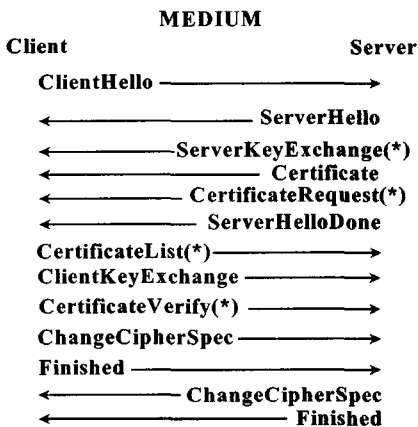 MEDIUM
Client Server
ClientHello
ServerHello
ServerKeyExchange(*)
Certificate
CertificateRequest(*)
ServerHelloDone
CertificateList(*)
ClientKeyExchange
CertificateVerify(*)
ChangeCipherSpec
Finished
ChangeCipherSpec
Finished